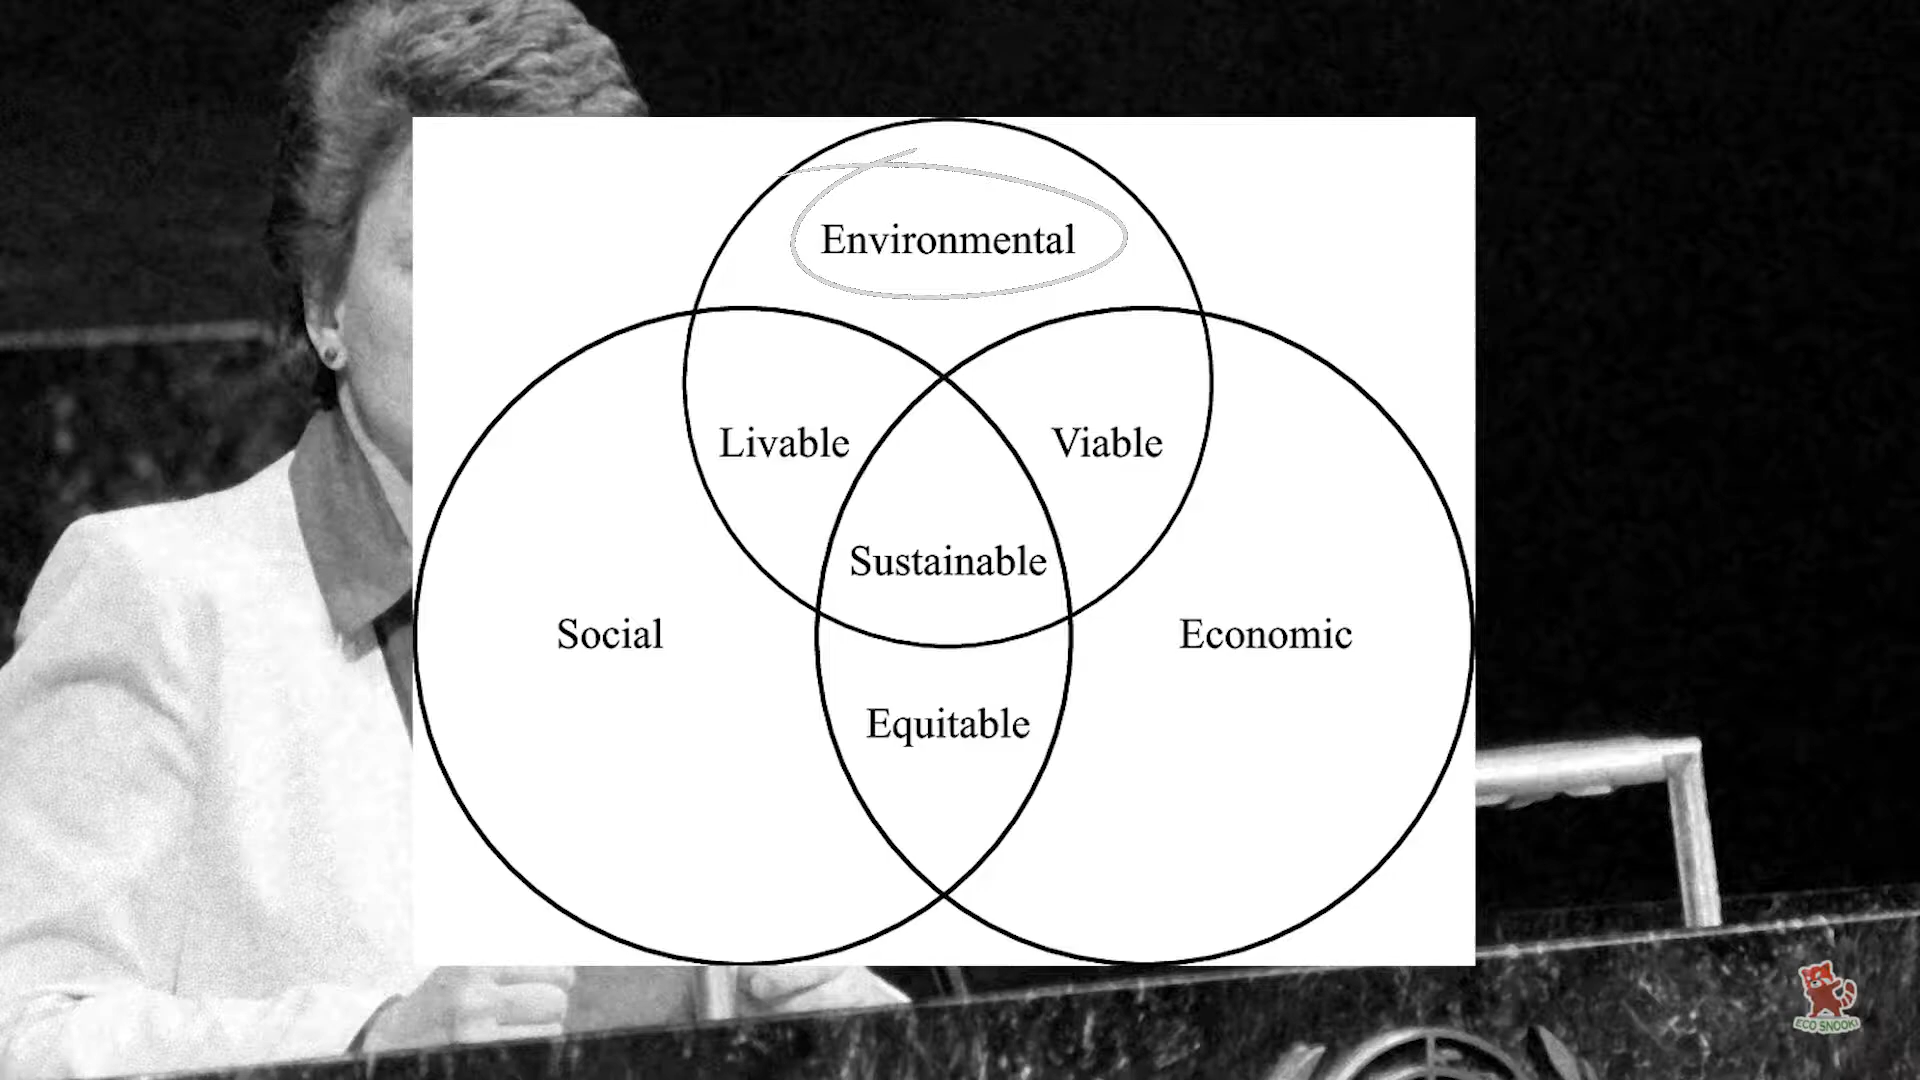 Environmental
Livable
Viable
Sustainable
Social
Economic
Equitable
ECO SNOOKI